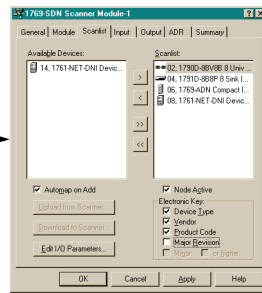 1769-SDN Scanner Module-1
General Module Scanlist Input Output ADR Summary
Available Devices:
14, 1761-NET-DNI Devic...
Scanlist:
02, 1790D-8BV8B 8 Univ ...
04, 1791D-8B8P 8 Sink I...
06, 1769-ADN Compact I...
08, 1761-NET-DNI Devic...
>
<
>>
<<
Automap on Add
Node Active
Upload from Scanner...
Download to Scanner...
Edit I/O Parameters...
Electronic Key:
Device Type
Vendor
Product Code
Major Revision
Minor or higher
OK Cancel Apply Help